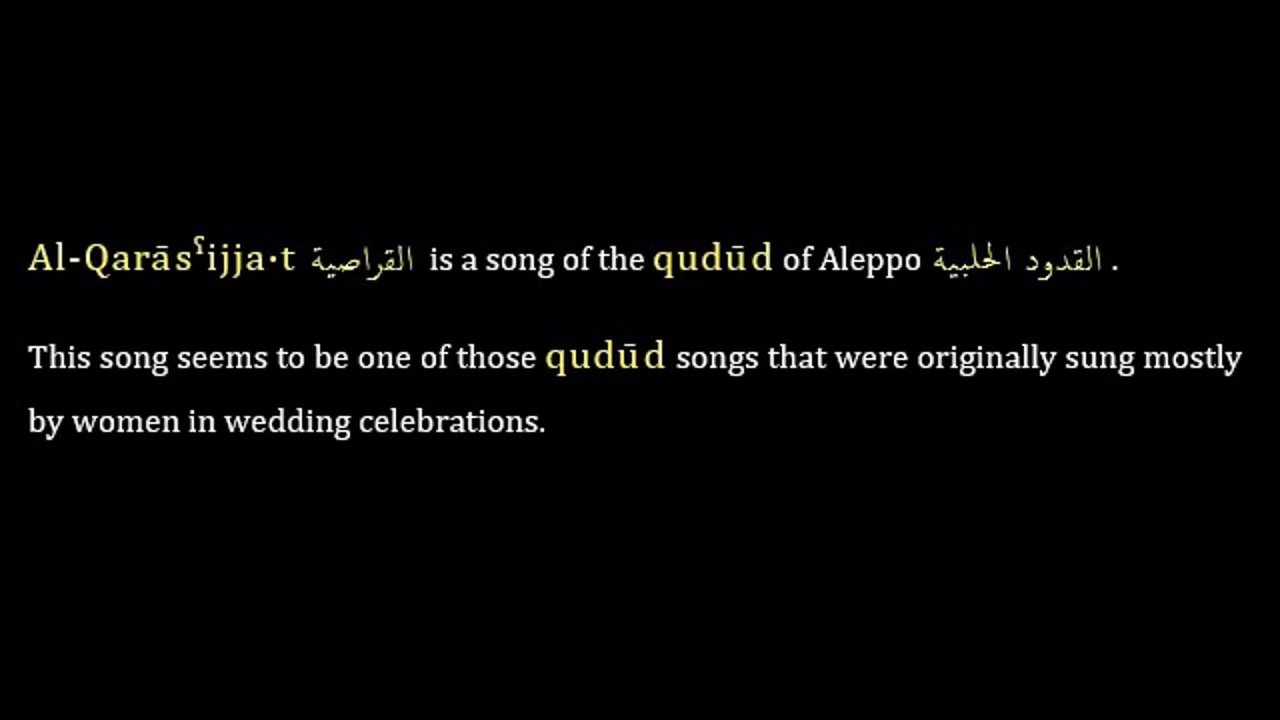 Al-Qarāsˤijja·t القراصية is a song of the qudūd of Aleppo القدود الحلبية .
This song seems to be one of those qudūd songs that were originally sung mostly
by women in wedding celebrations.